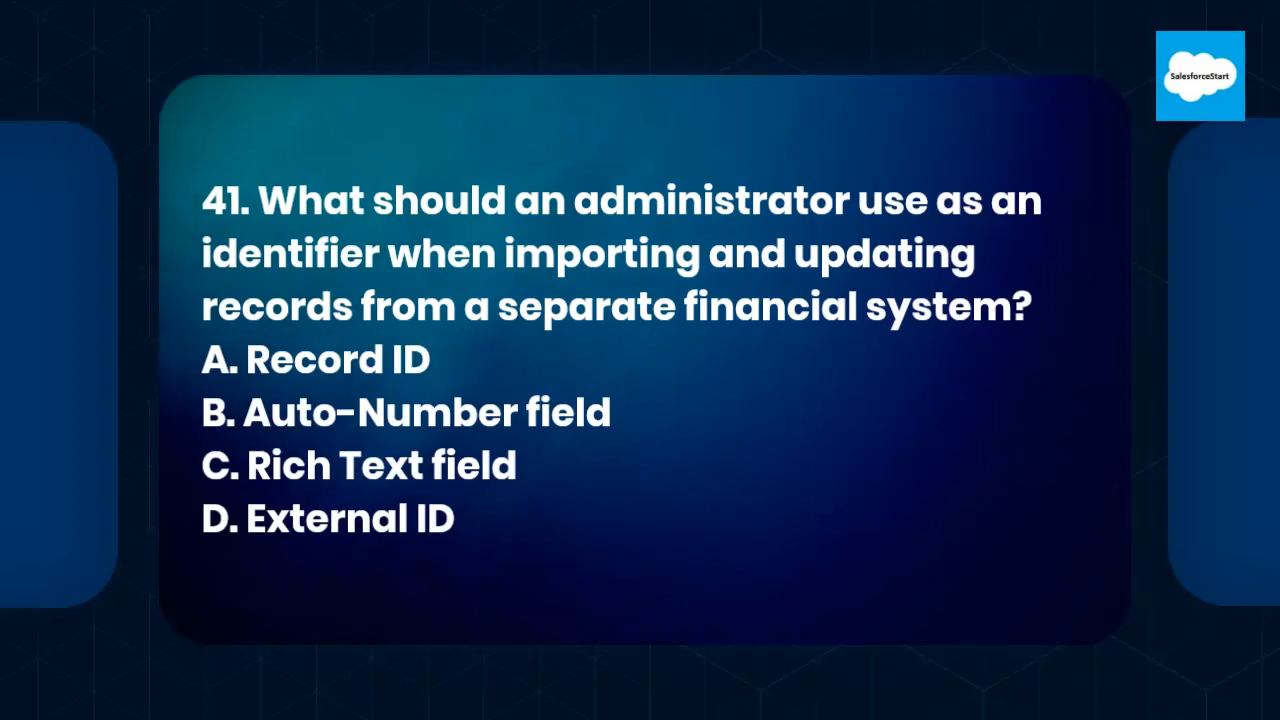 SalesforceStart
41. What should an administrator use as an
identifier when importing and updating
records from a separate financial system?
A. Record ID
B. Auto-Number field
C. Rich Text field
D. External ID